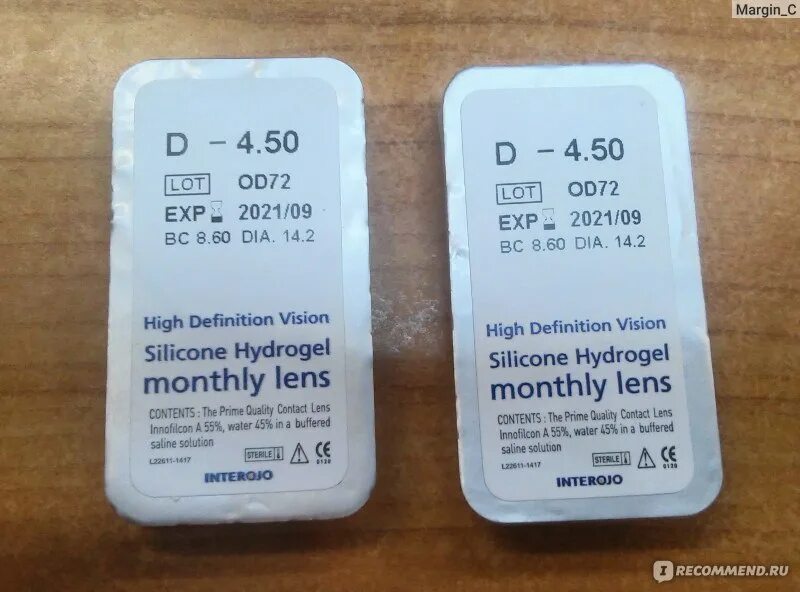 Margin_C
D – 4.50
LOT OD72
EXP 2021/09
BC 8.60 DIA. 14.2
High Definition Vision
Silicone Hydrogel
monthly lens
CONTENTS : The Prime Quality Contact Lens
Innofilcon A 55%, water 45% in a buffered
saline solution
STERILE
CE
0120
L22611-1417
INTEROJO
D – 4.50
LOT OD72
EXP 2021/09
BC 8.60 DIA. 14.2
High Definition Vision
Silicone Hydrogel
monthly lens
CONTENTS : The Prime Quality Contact Lens
Innofilcon A 55%, water 45% in a buffered
saline solution
STERILE
CE
0120
L22611-1417
INTEROJO
IRECOMMEND.RU